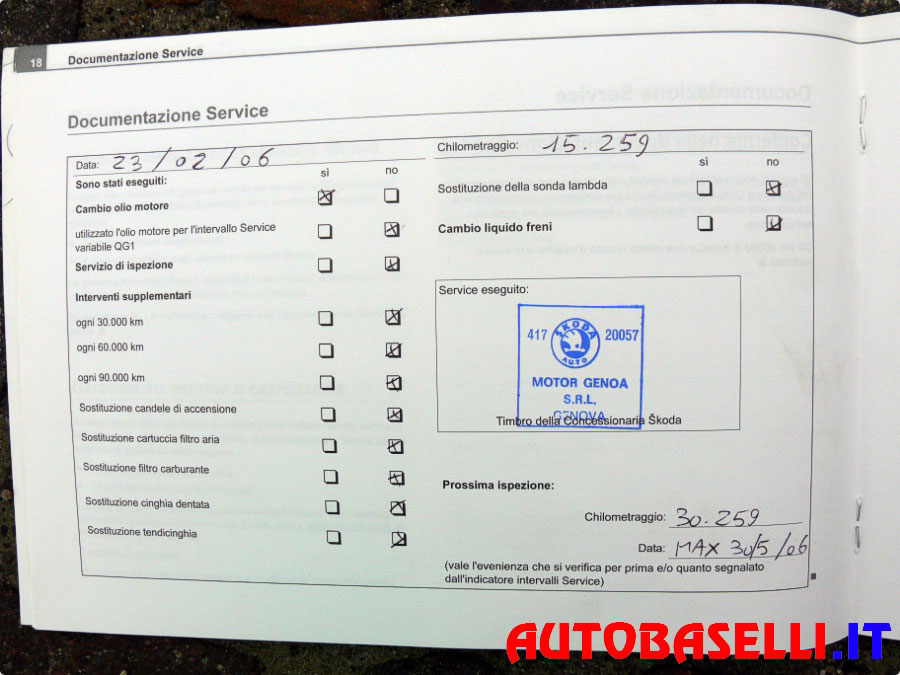 18 Documentazione Service
Documentazione Service
Data: 23/02/06
Sono stati eseguiti:
sì no
Cambio olio motore
utilizzato l'olio motore per l'intervallo Service
variabile QG1
Servizio di ispezione
Interventi supplementari
ogni 30.000 km
ogni 60.000 km
ogni 90.000 km
Sostituzione candele di accensione
Sostituzione cartuccia filtro aria
Sostituzione filtro carburante
Sostituzione cinghia dentata
Sostituzione tendicinghia
Chilometraggio: 15.259
sì no
Sostituzione della sonda lambda
Cambio liquido freni
Service eseguito:
ŠKODA
417 20057
AUTO
MOTOR GENOA
S.R.L.
GENOVA
Timbro della Concessionaria Škoda
Prossima ispezione:
Chilometraggio: 30.259
Data: MAX 30/5/06
(vale l'evenienza che si verifica per prima e/o quanto segnalato
dall'indicatore intervalli Service)
AUTOBASELLI.IT